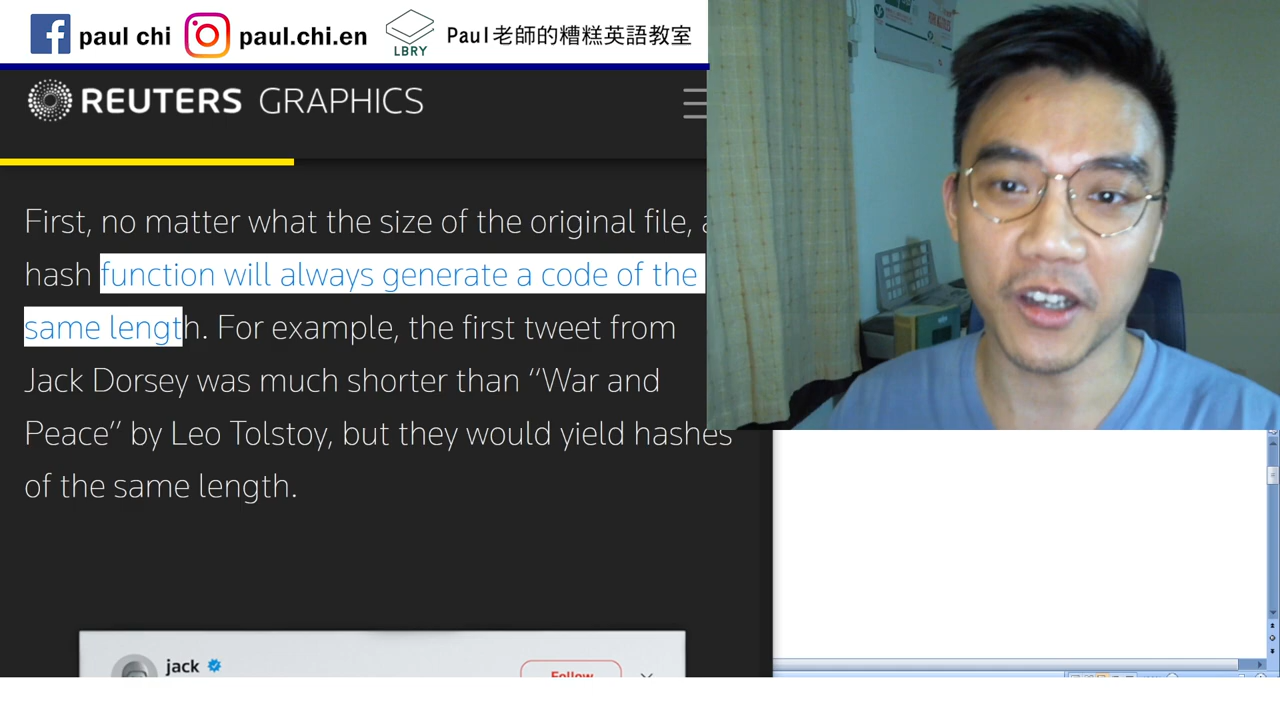 paul chi paul.chi.en LBRY Paul老師的糟糕英語教室
REUTERS GRAPHICS
First, no matter what the size of the original file, a
hash function will always generate a code of the
same length. For example, the first tweet from
Jack Dorsey was much shorter than “War and
Peace” by Leo Tolstoy, but they would yield hashes
of the same length.
jack
Follow